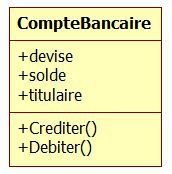 CompteBancaire
+devise
+solde
+titulaire
+Crediter()
+Debiter()